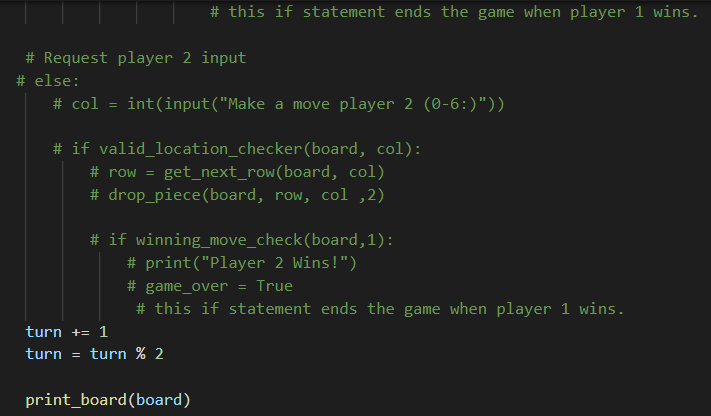 # this if statement ends the game when player 1 wins.
# Request player 2 input
# else:
# col = int(input("Make a move player 2 (0-6:)"))
# if valid_location_checker(board, col):
# row = get_next_row(board, col)
# drop_piece(board, row, col ,2)
# if winning_move_check(board,1):
# print("Player 2 Wins!")
# game_over = True
# this if statement ends the game when player 1 wins.
turn += 1
turn = turn % 2
print_board(board)